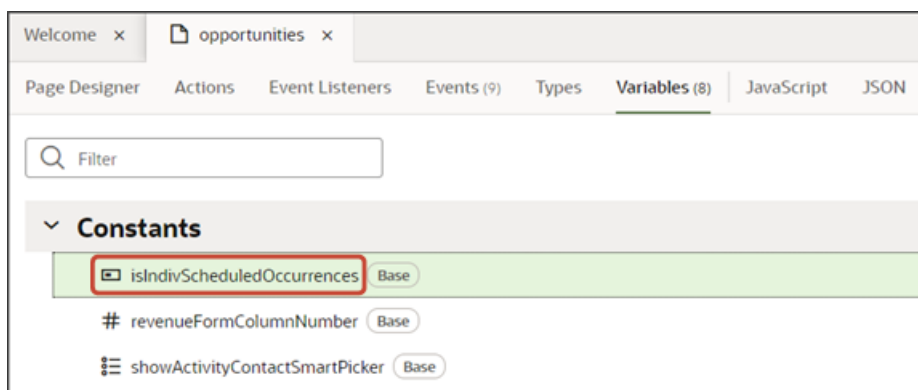 Welcome × opportunities ×
Page Designer Actions Event Listeners Events (9) Types Variables (8) JavaScript JSON
Filter
Constants
isIndivScheduledOccurrences Base
# revenueFormColumnNumber Base
showActivityContactSmartPicker Base